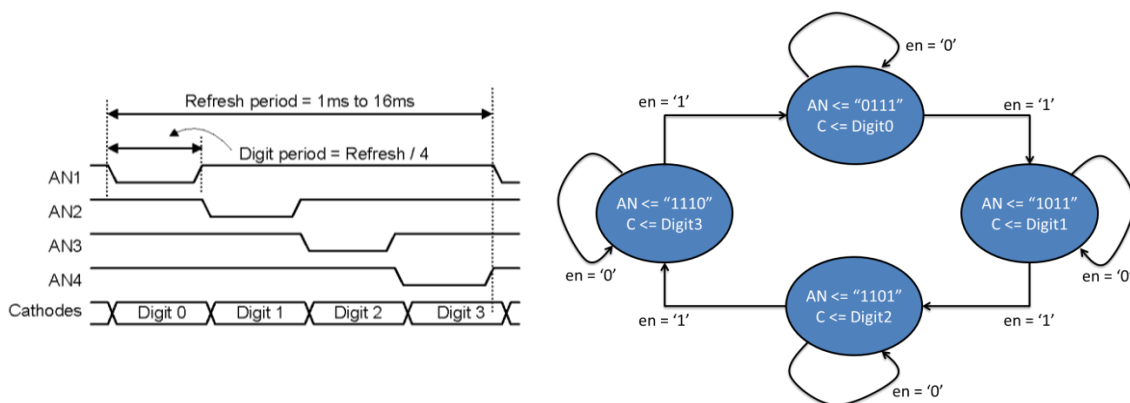 Refresh period = 1ms to 16ms
Digit period = Refresh / 4
AN1
AN2
AN3
AN4
Cathodes
Digit 0
Digit 1
Digit 2
Digit 3
en = ‘0’
AN <= “0111”
C <= Digit0
en = ‘1’
en = ‘1’
AN <= “1110”
C <= Digit3
AN <= “1011”
C <= Digit1
en = ‘0’
en = ‘0’
AN <= “1101”
C <= Digit2
en = ‘1’
en = ‘1’
en = ‘0’